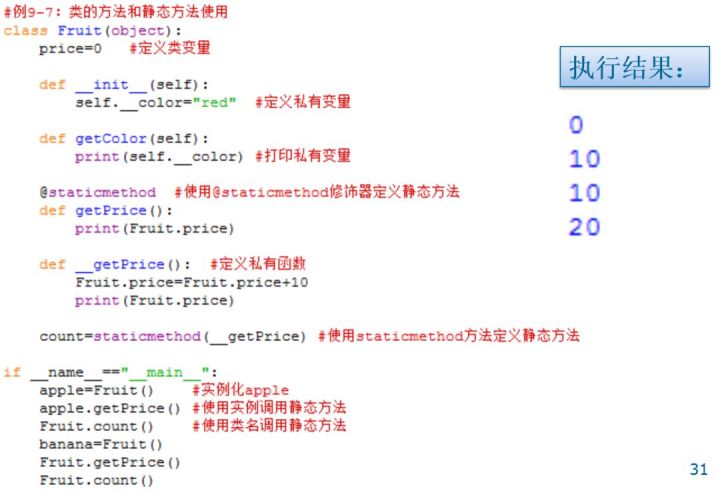 #例9-7：类的方法和静态方法使用
class Fruit(object):
    price=0   #定义类变量
    def __init__(self):
        self.__color="red"  #定义私有变量
    def getColor(self):
        print(self.__color) #打印私有变量
    @staticmethod  #使用@staticmethod修饰器定义静态方法
    def getPrice():
        print(Fruit.price)
    def __getPrice():  #定义私有函数
        Fruit.price=Fruit.price+10
        print(Fruit.price)
    count=staticmethod(__getPrice) #使用staticmethod方法定义静态方法
if __name__=="__main__":
    apple=Fruit()    #实例化apple
    apple.getPrice() #使用实例调用静态方法
    Fruit.count()    #使用类名调用静态方法
    banana=Fruit()
    Fruit.getPrice()
    Fruit.count()
执行结果：
0
10
10
20
31